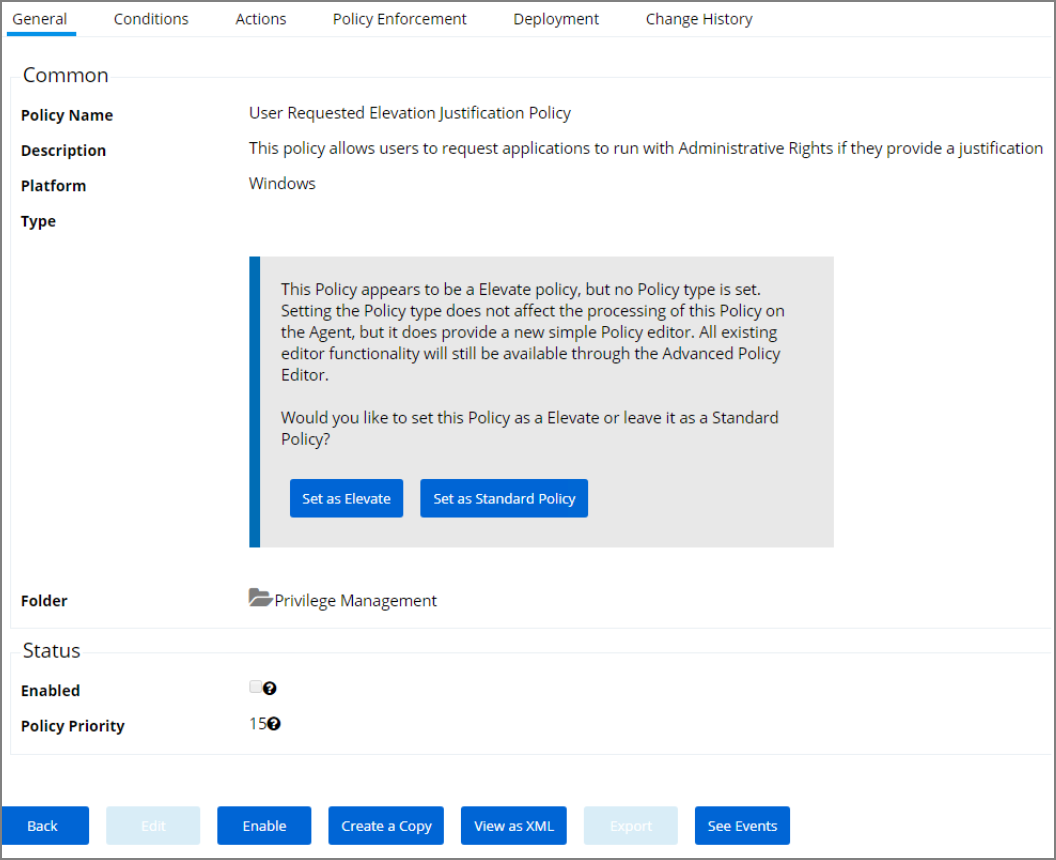 General Conditions Actions Policy Enforcement Deployment Change History
Common
Policy Name User Requested Elevation Justification Policy
Description This policy allows users to request applications to run with Administrative Rights if they provide a justification
Platform Windows
Type
This Policy appears to be a Elevate policy, but no Policy type is set.
Setting the Policy type does not affect the processing of this Policy on
the Agent, but it does provide a new simple Policy editor. All existing
editor functionality will still be available through the Advanced Policy
Editor.
Would you like to set this Policy as a Elevate or leave it as a Standard
Policy?
Set as Elevate Set as Standard Policy
Folder Privilege Management
Status
Enabled ?
Policy Priority 15 ?
Back Edit Enable Create a Copy View as XML Export See Events